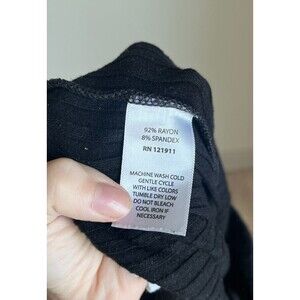 92% RAYON
8% SPANDEX
RN 121911
MACHINE WASH COLD
GENTLE CYCLE
WITH LIKE COLORS
TUMBLE DRY LOW
DO NOT BLEACH
COOL IRON IF
NECESSARY